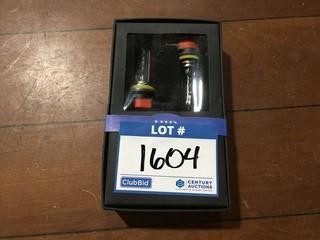 LOT #
1604
ClubBid
CENTURY
AUCTIONS